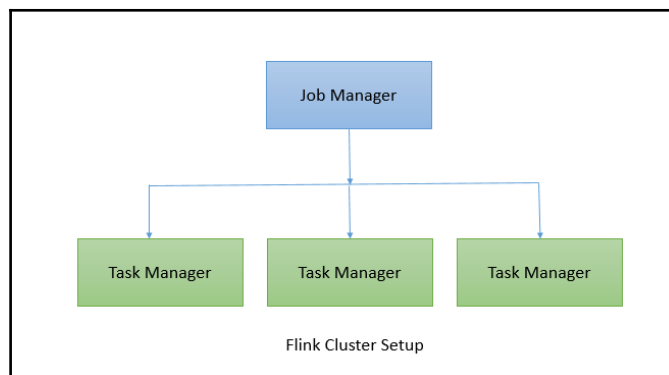 Job Manager
Task Manager
Task Manager
Task Manager
Flink Cluster Setup